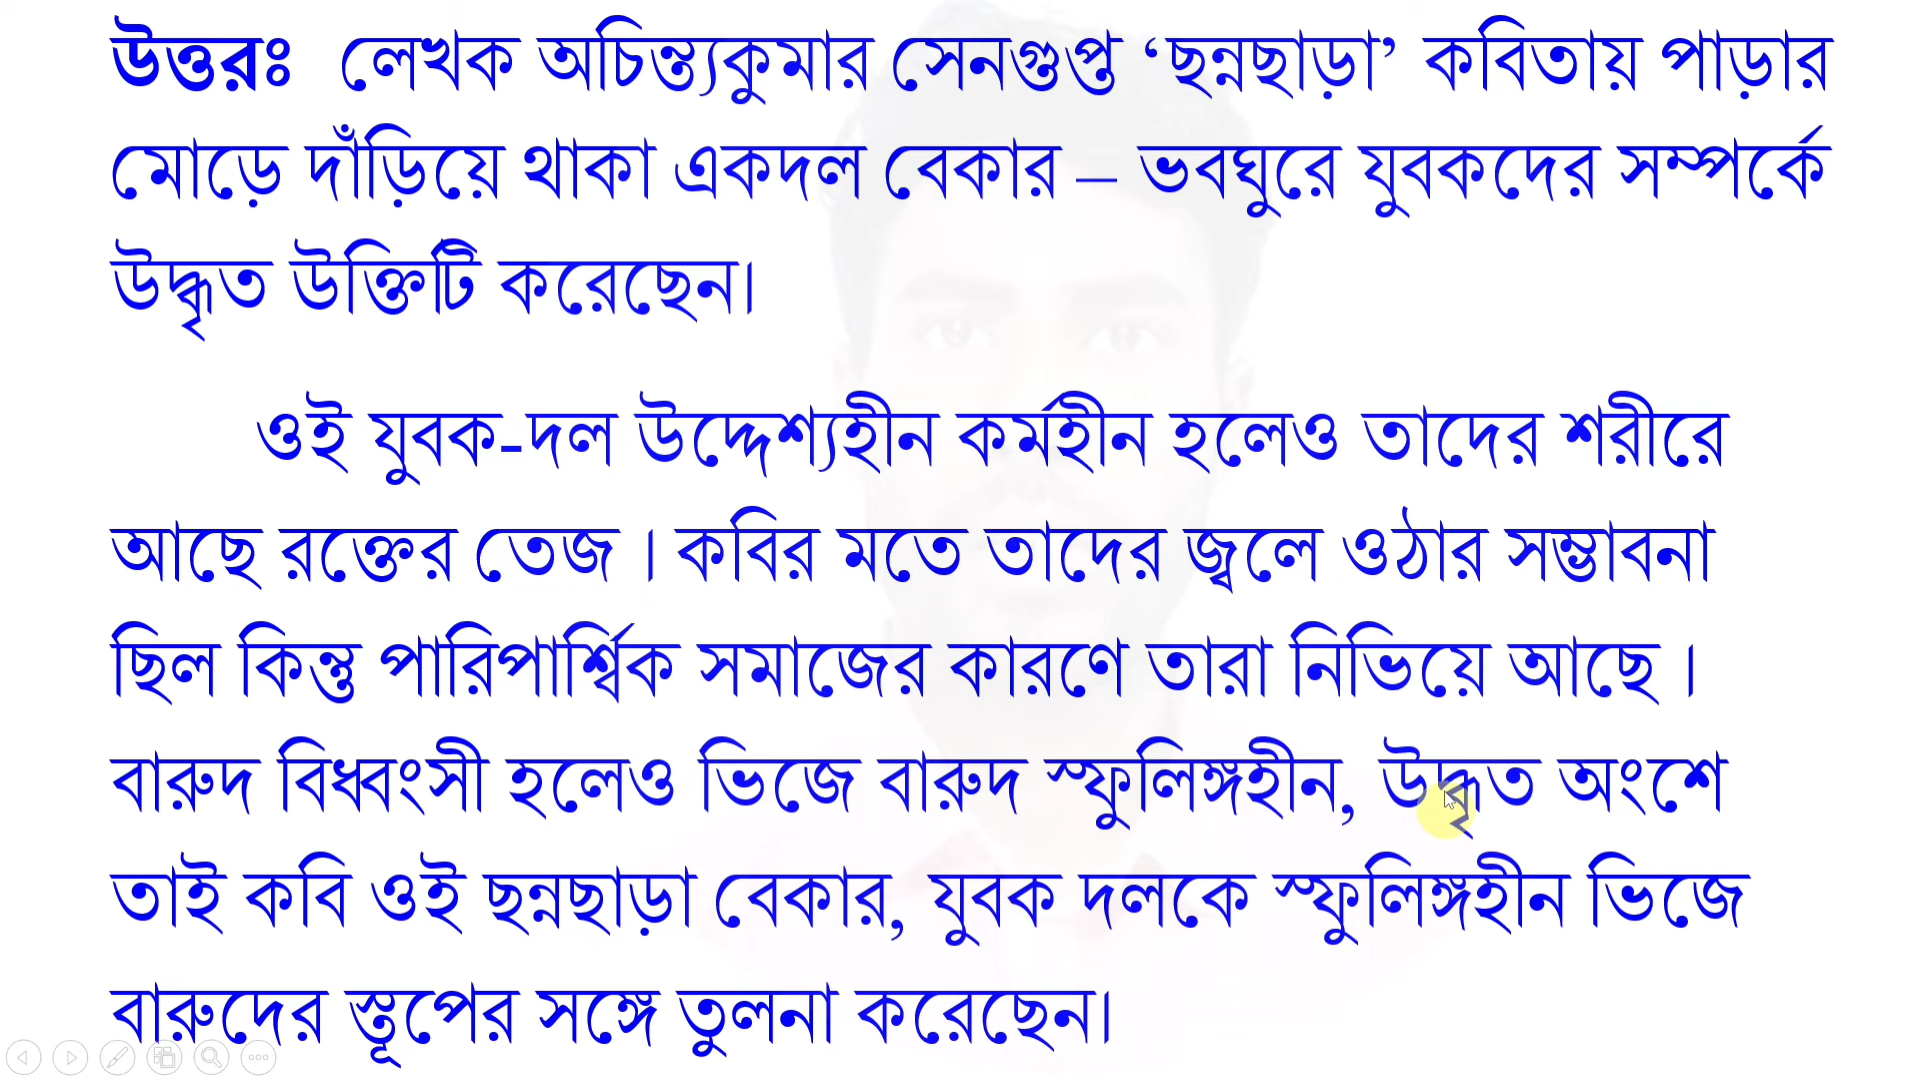 উত্তরঃ লেখক অচিন্ত্যকুমার সেনগুপ্ত ‘ছন্নছাড়া’ কবিতায় পাড়ার
মোড়ে দাঁড়িয়ে থাকা একদল বেকার – ভবঘুরে যুবকদের সম্পর্কে
উদ্ধৃত উক্তিটি করেছেন।
ওই যুবক-দল উদ্দেশ্যহীন কর্মহীন হলেও তাদের শরীরে
আছে রক্তের তেজ । কবির মতে তাদের জ্বলে ওঠার সম্ভাবনা
ছিল কিন্তু পারিপার্শ্বিক সমাজের কারণে তারা নিভিয়ে আছে ।
বারুদ বিধ্বংসী হলেও ভিজে বারুদ স্ফুলিঙ্গহীন, উদ্ধৃত অংশে
তাই কবি ওই ছন্নছাড়া বেকার, যুবক দলকে স্ফুলিঙ্গহীন ভিজে
বারুদের স্তূপের সঙ্গে তুলনা করেছেন।